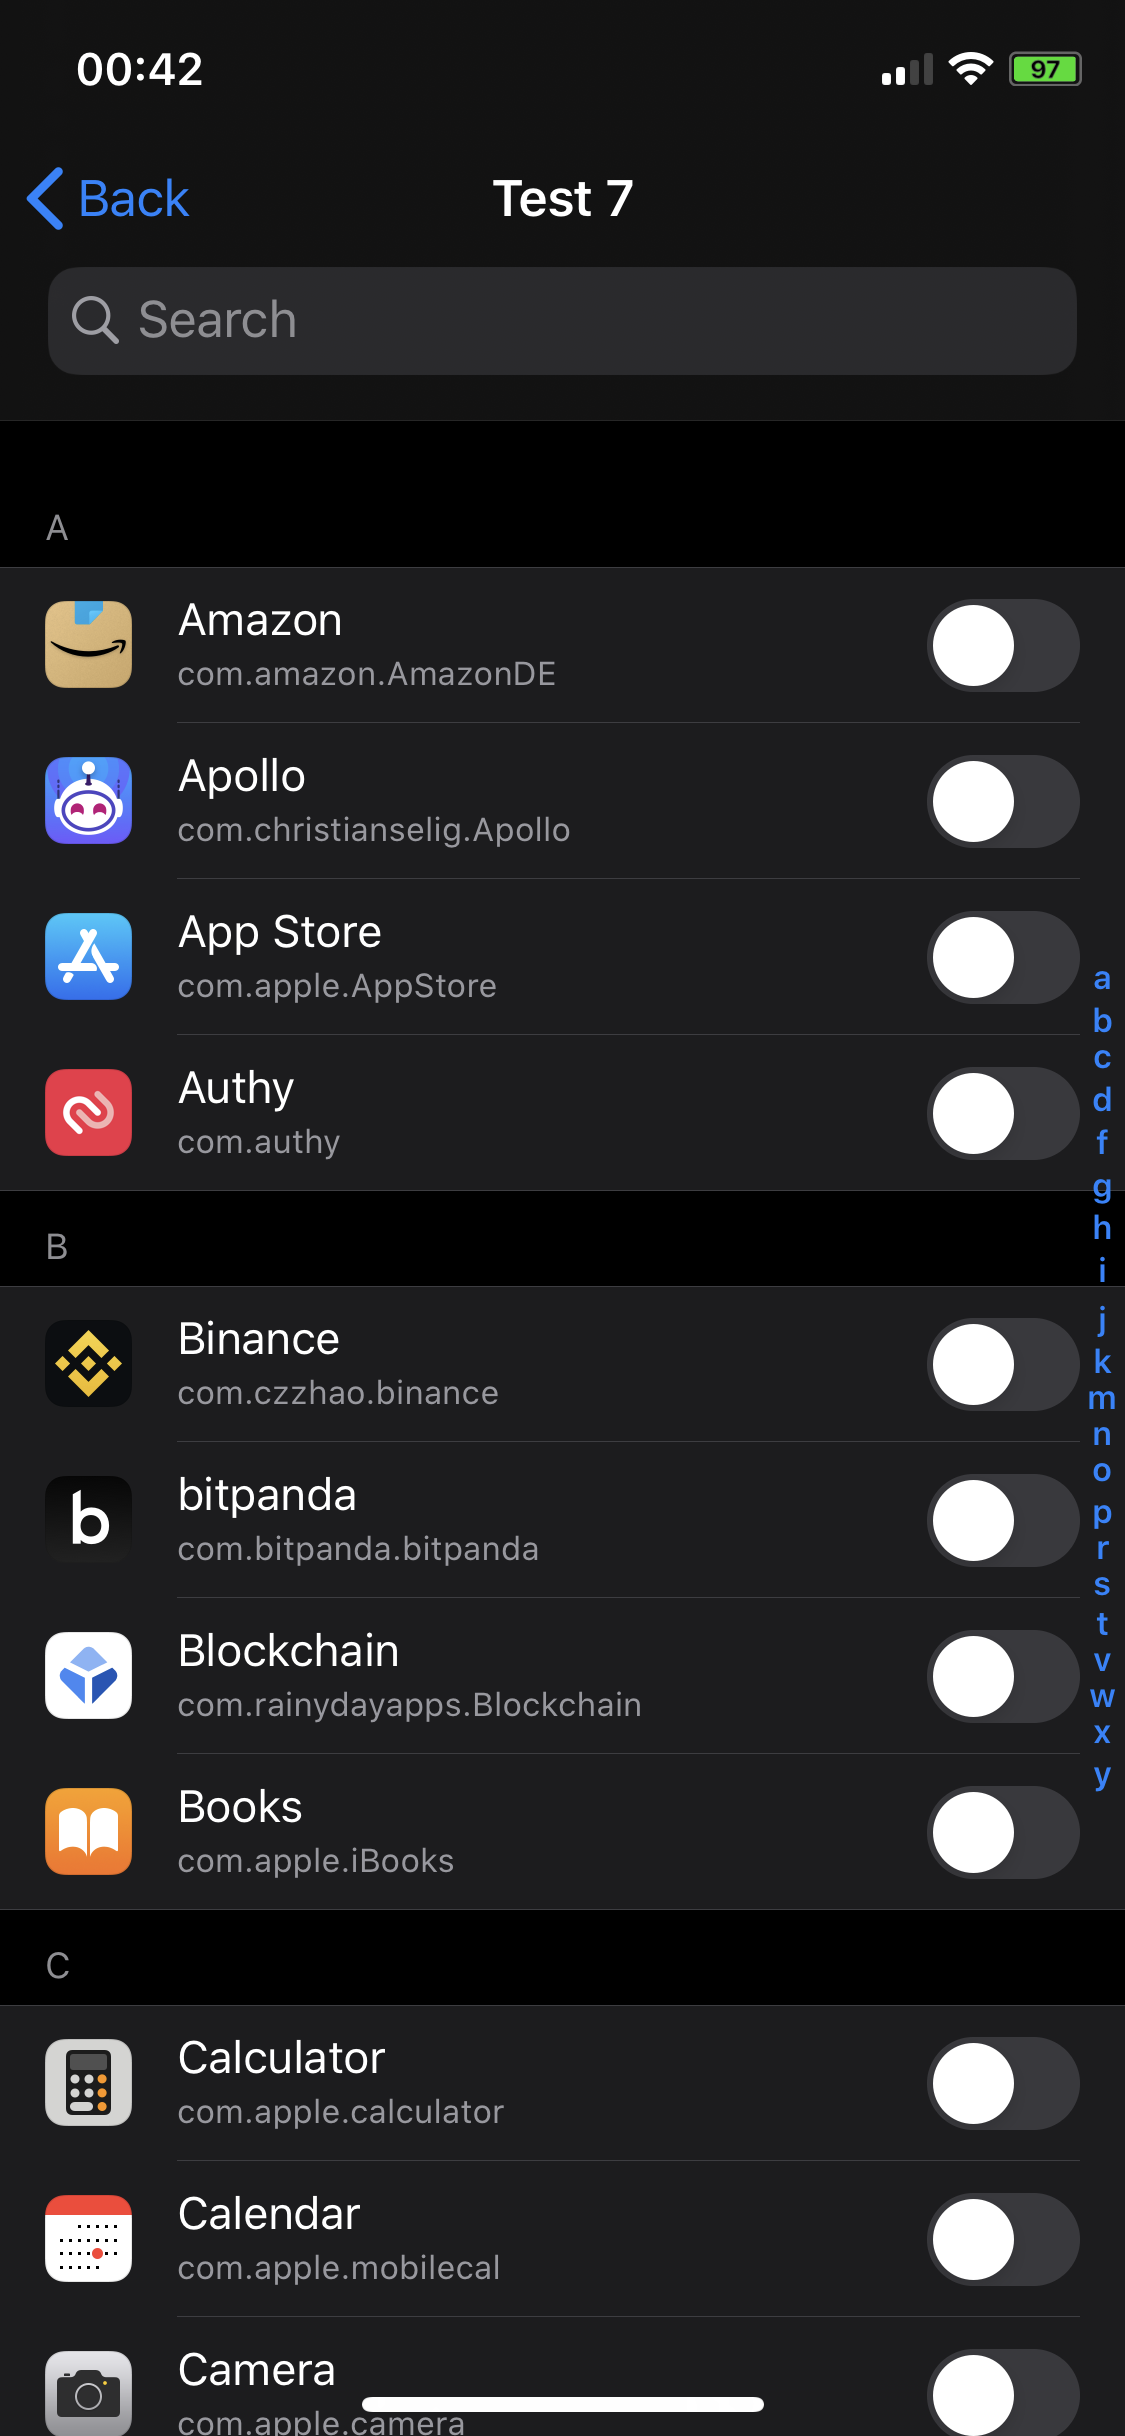 00:42
97
Back
Test 7
Search
A
Amazon
com.amazon.AmazonDE
Apollo
com.christianselig.Apollo
App Store
com.apple.AppStore
Authy
com.authy
B
Binance
com.czzhao.binance
bitpanda
com.bitpanda.bitpanda
Blockchain
com.rainydayapps.Blockchain
Books
com.apple.iBooks
C
Calculator
com.apple.calculator
Calendar
com.apple.mobilecal
Camera
com.apple.camera
a
b
c
d
f
g
h
i
j
k
m
n
o
p
r
s
t
v
w
x
y